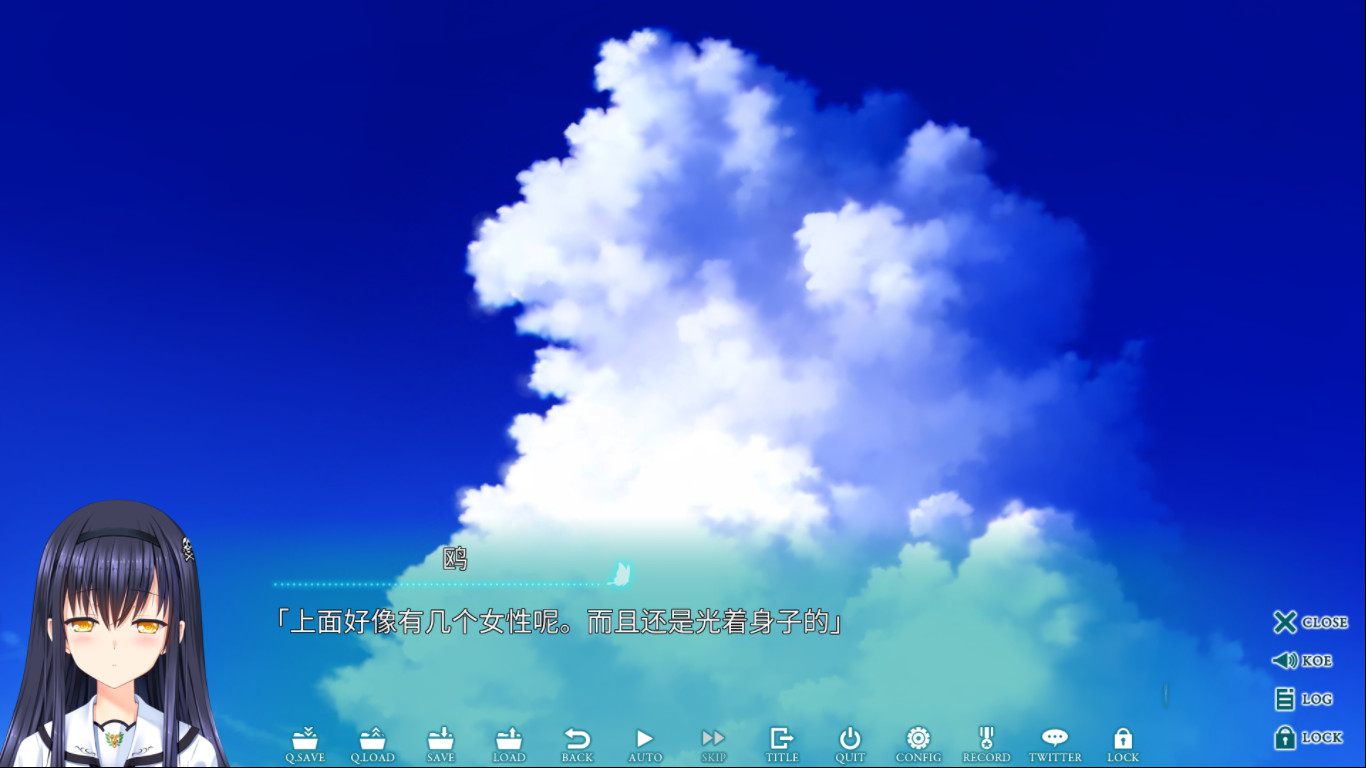 鸥
「上面好像有几个女性呢。而且还是光着身子的」
CLOSE
KOE
LOG
LOCK
Q.SAVE
Q.LOAD
SAVE
LOAD
BACK
AUTO
SKIP
TITLE
QUIT
CONFIG
RECORD
TWITTER
LOCK